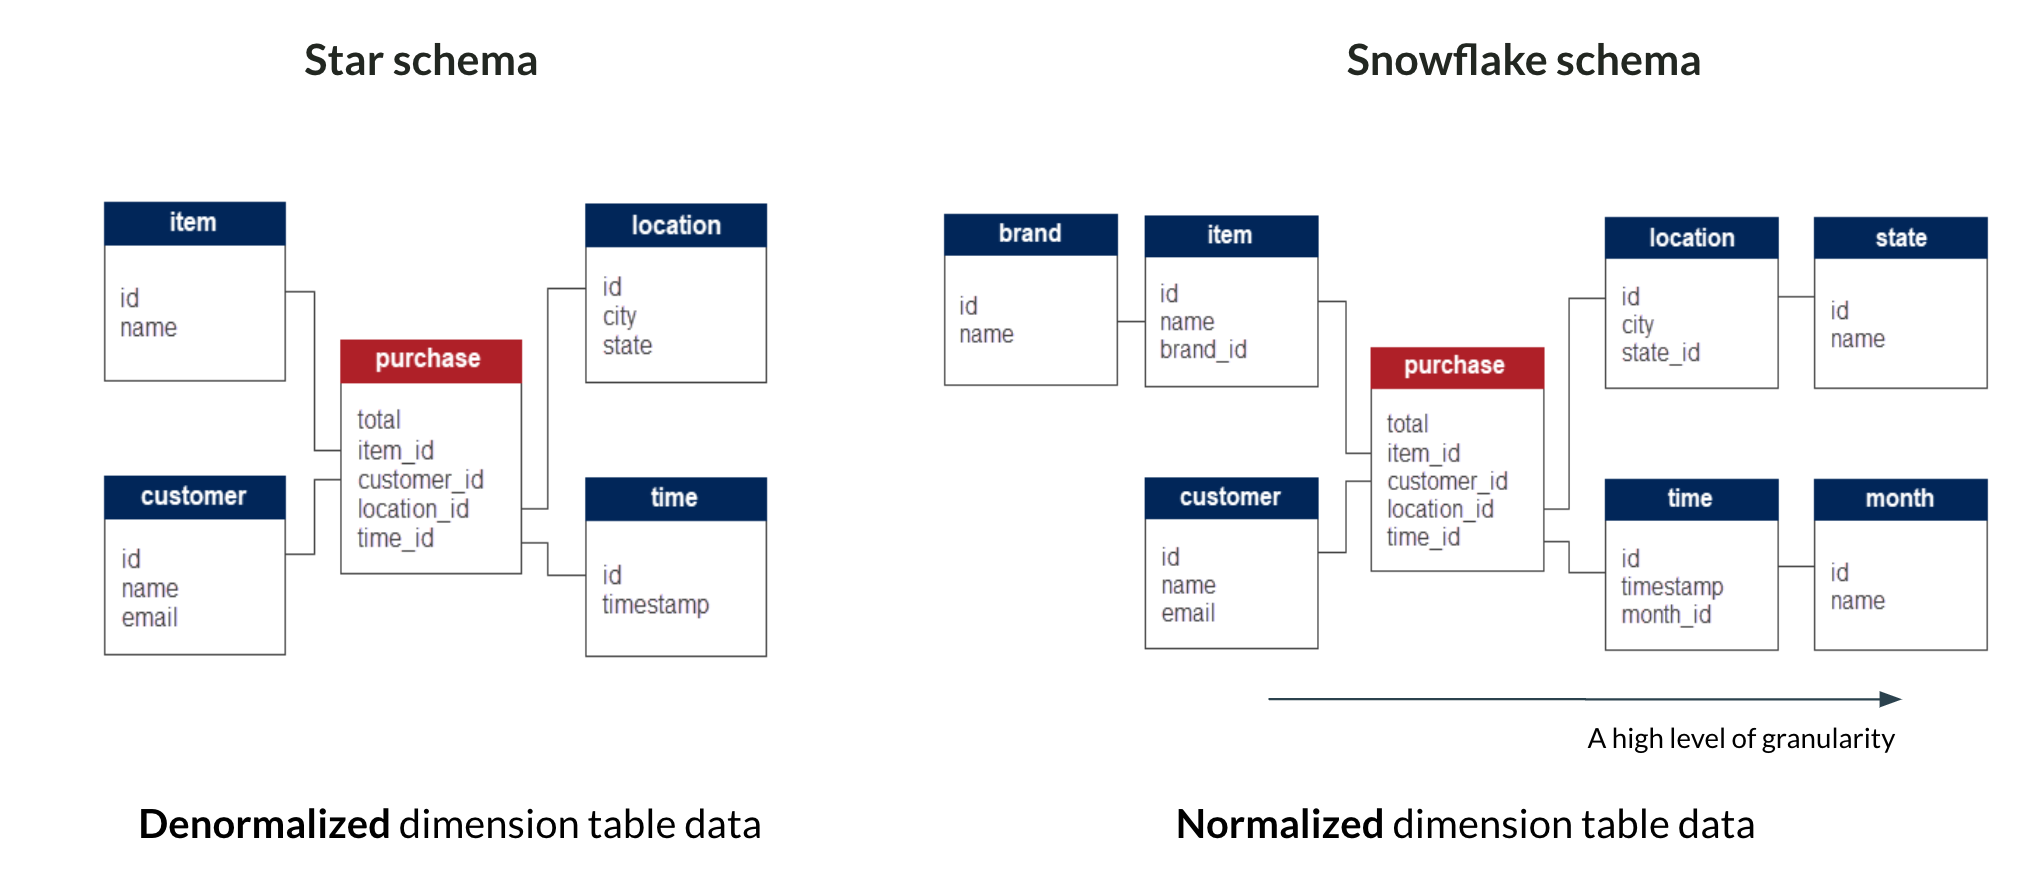 Star schema
item
id
name
customer
id
name
email
purchase
total
item_id
customer_id
location_id
time_id
location
id
city
state
time
id
timestamp
Denormalized dimension table data
Snowflake schema
brand
id
name
item
id
name
brand_id
customer
id
name
email
purchase
total
item_id
customer_id
location_id
time_id
location
id
city
state_id
state
id
name
time
id
timestamp
month_id
month
id
name
A high level of granularity
Normalized dimension table data